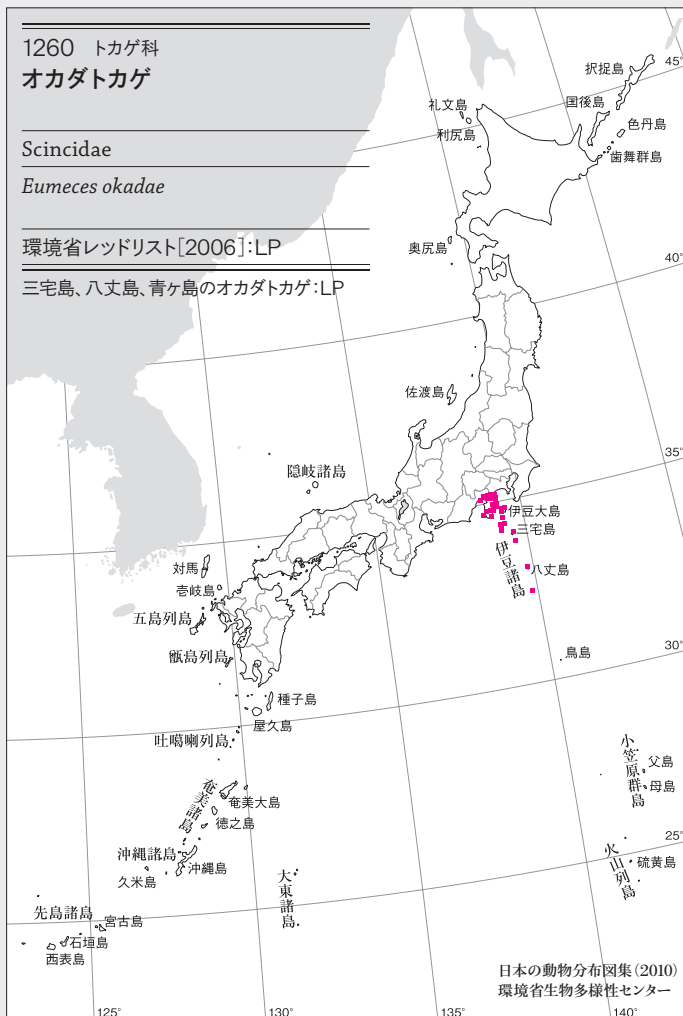 1260 トカゲ科
オカダトカゲ
Scincidae
Eumeces okadae
環境省レッドリスト[2006]:LP
三宅島、八丈島、青ヶ島のオカダトカゲ:LP
45°
択捉島
国後島
礼文島
色丹島
利尻島
歯舞群島
奥尻島
40°
佐渡島
35°
隠岐諸島
伊豆大島
三宅島
伊豆諸島
八丈島
対馬
壱岐島
五島列島
甑島列島
鳥島
30°
種子島
屋久島
吐噶喇列島
小笠原群島
父島
母島
奄美諸島
奄美大島
徳之島
25°
沖縄諸島
沖縄島
久米島
火山列島
硫黄島
大東諸島
先島諸島
宮古島
石垣島
西表島
日本の動物分布図集(2010)
環境省生物多様性センター
125°
130°
135°
140°